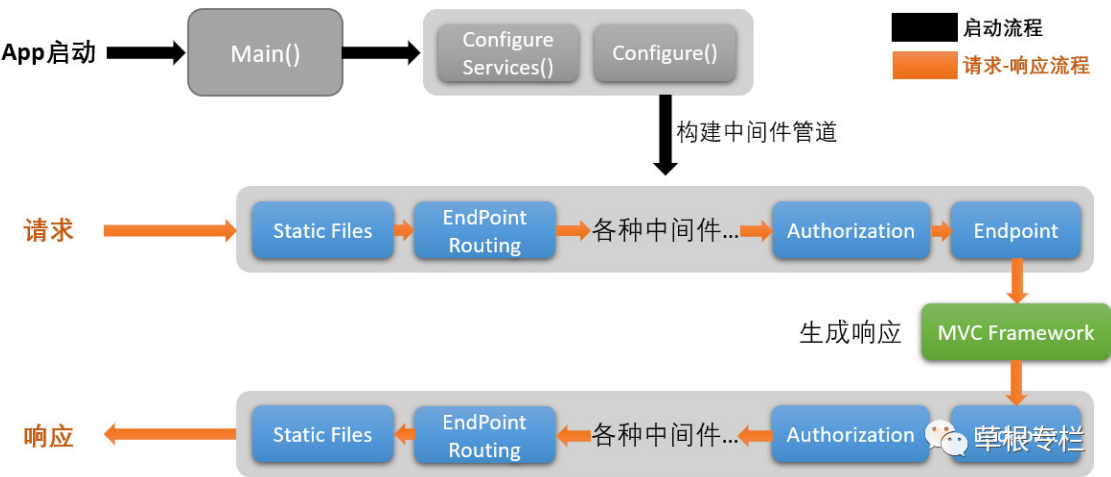 App启动
Main()
Configure
Services()
Configure()
启动流程
请求-响应流程
构建中间件管道
请求
Static Files
EndPoint
Routing
各种中间件...
Authorization
Endpoint
生成响应
MVC Framework
响应
Static Files
EndPoint
Routing
各种中间件...
Authorization
草根专栏